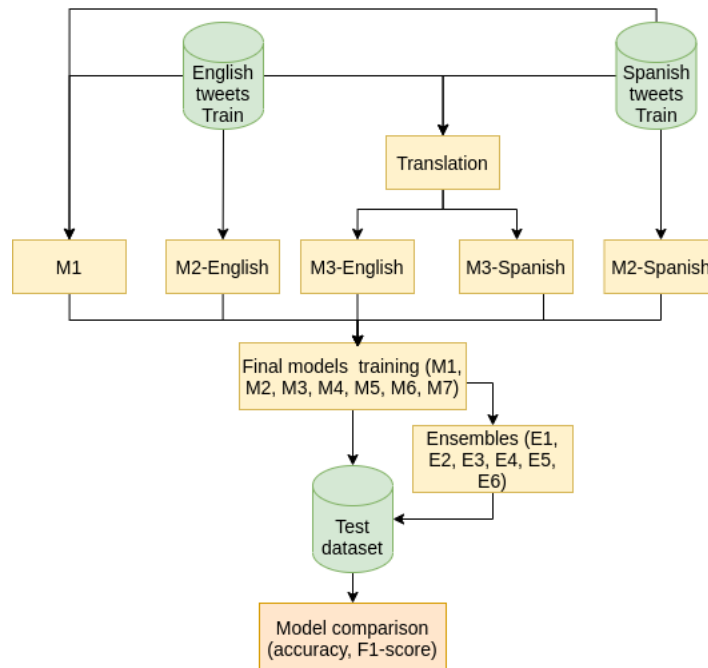 English
tweets
Train
Spanish
tweets
Train
Translation
M1
M2-English
M3-English
M3-Spanish
M2-Spanish
Final models training (M1,
M2, M3, M4, M5, M6, M7)
Ensembles (E1,
E2, E3, E4, E5,
E6)
Test
dataset
Model comparison
(accuracy, F1-score)